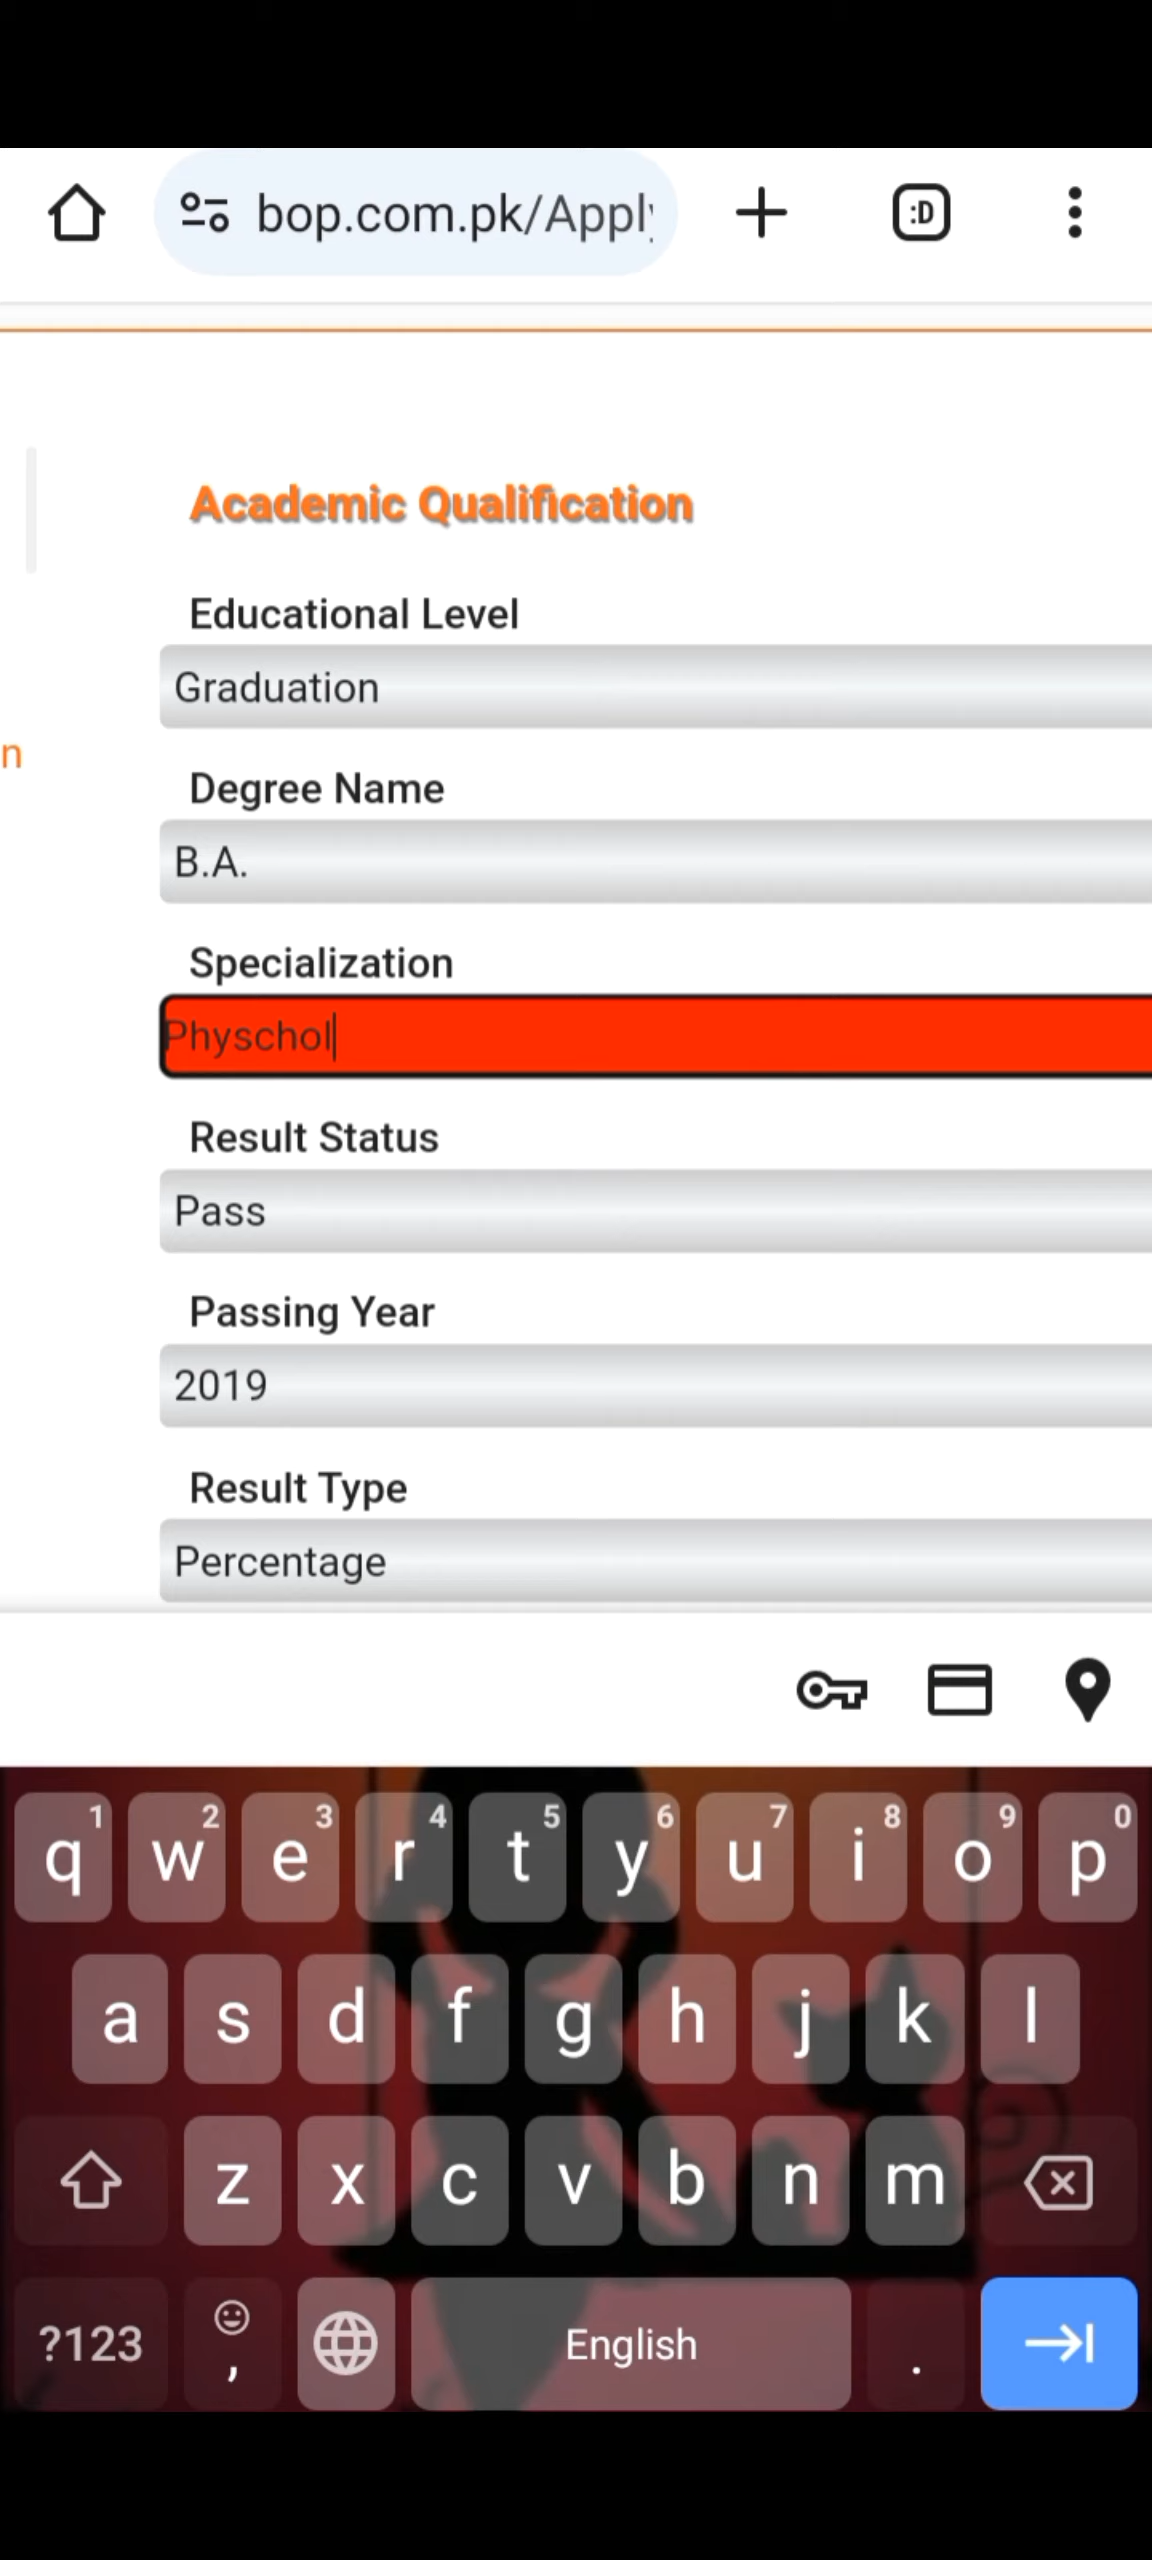 bop.com.pk/Apply
:D
Academic Qualification
Educational Level
Graduation
n
Degree Name
B.A.
Specialization
Physchol
Result Status
Pass
Passing Year
2019
Result Type
Percentage
1 2 3 4 5 6 7 8 9 0
q w e r t y u i o p
a s d f g h j k l
z x c v b n m
?123 , English .